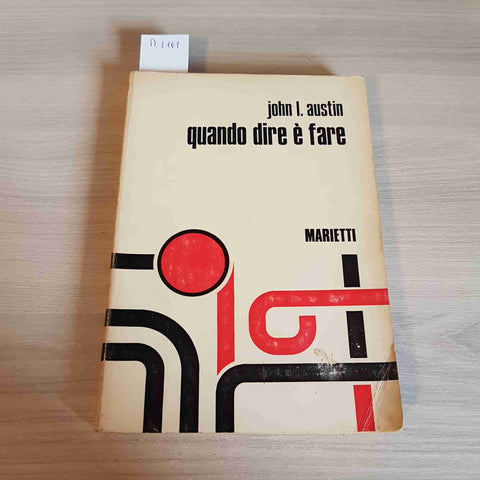 john l. austin
quando dire è fare
MARIETTI